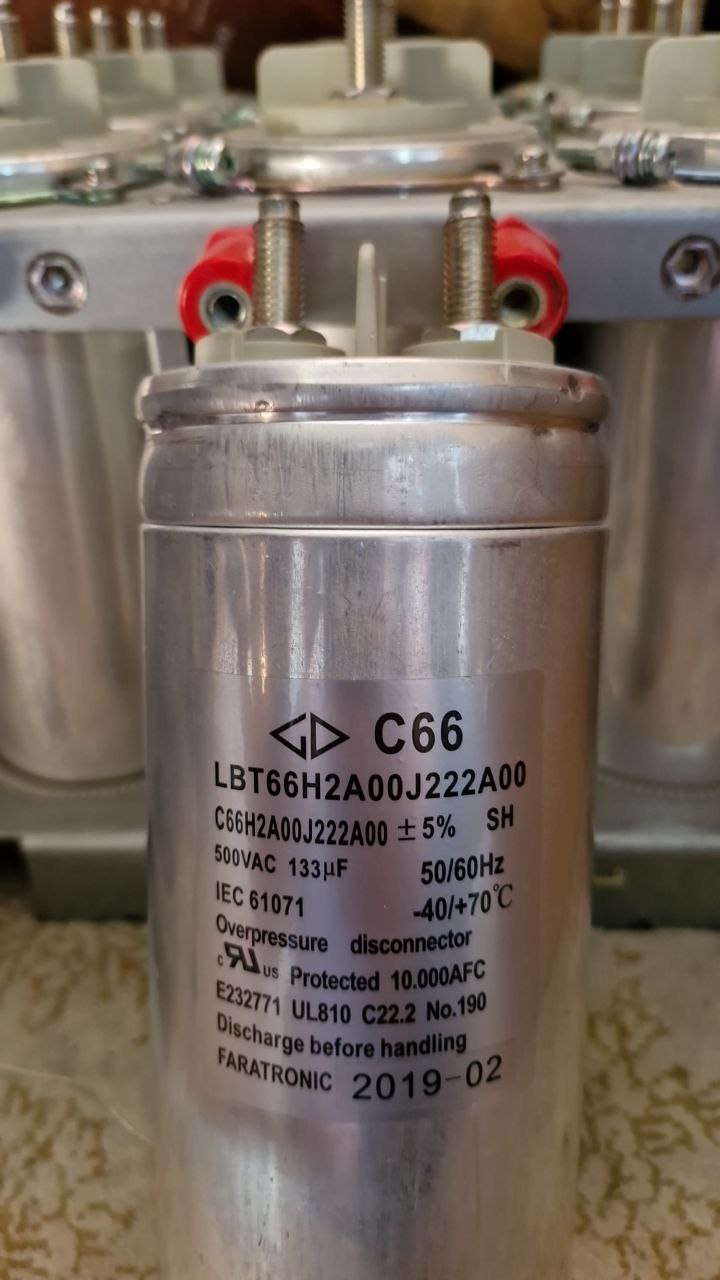 C66
LBT66H2A00J222A00
C66H2A00J222A00 ±5% SH
500VAC 133µF 50/60Hz
IEC 61071 -40/+70℃
Overpressure disconnector
c RU us Protected 10.000AFC
E232771 UL810 C22.2 No.190
Discharge before handling
FARATRONIC 2019-02